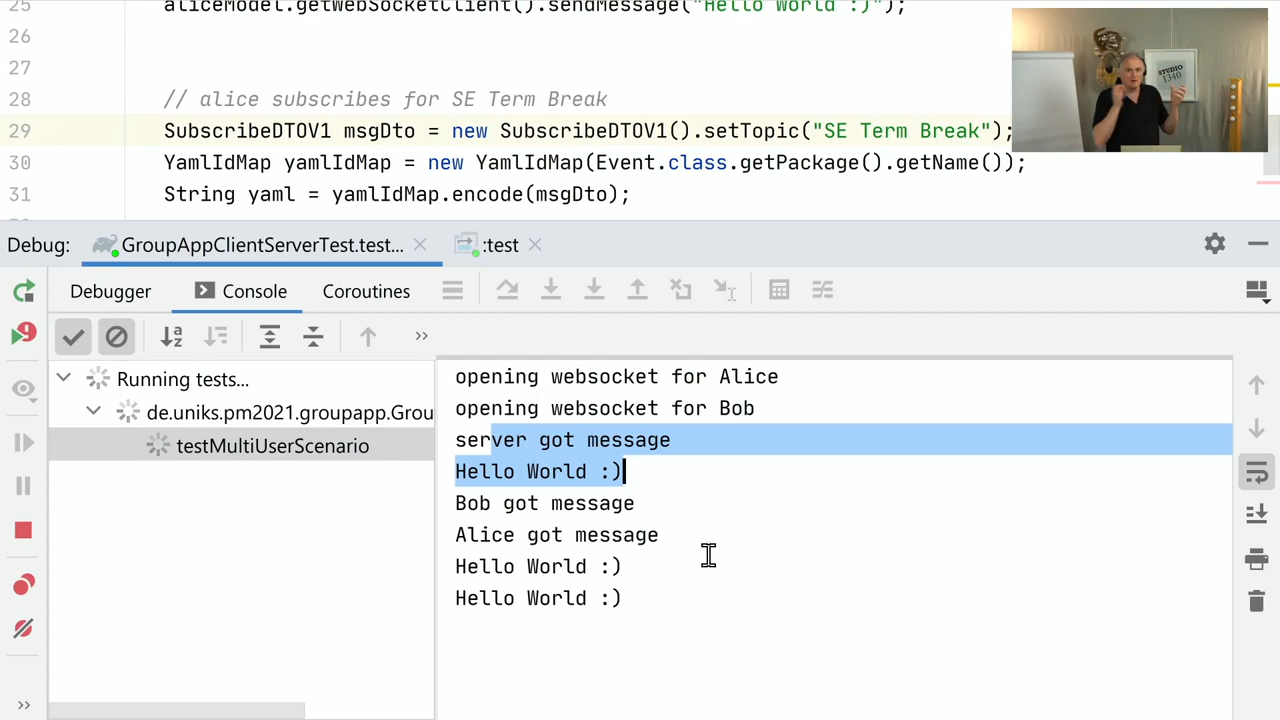 25 aliceModel.getWebSocketClient().sendMessage("Hello World :)");
26
27
28 // alice subscribes for SE Term Break
29 SubscribeDTOV1 msgDto = new SubscribeDTOV1().setTopic("SE Term Break");
30 YamlIdMap yamlIdMap = new YamlIdMap(Event.class.getPackage().getName());
31 String yaml = yamlIdMap.encode(msgDto);
STUDIO
1340
Debug: GroupAppClientServerTest.test... :test
Debugger Console Coroutines
Running tests...
de.uniks.pm2021.groupapp.Grou
testMultiUserScenario
opening websocket for Alice
opening websocket for Bob
server got message
Hello World :)
Bob got message
Alice got message
Hello World :)
Hello World :)